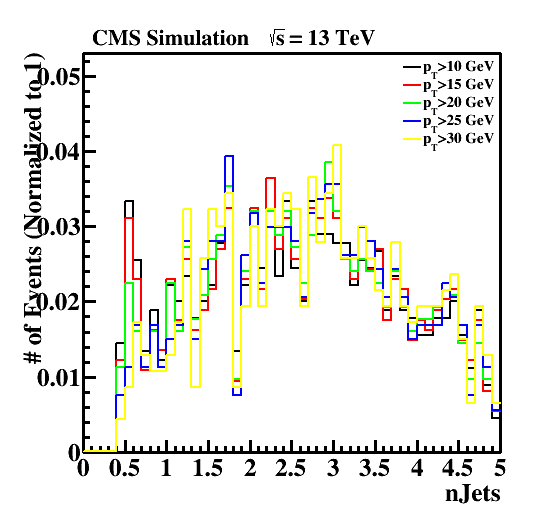 CMS Simulation √s = 13 TeV
p_T>10 GeV
p_T>15 GeV
p_T>20 GeV
p_T>25 GeV
p_T>30 GeV
# of Events (Normalized to 1)
0.05
0.04
0.03
0.02
0.01
0
0 0.5 1 1.5 2 2.5 3 3.5 4 4.5 5
nJets